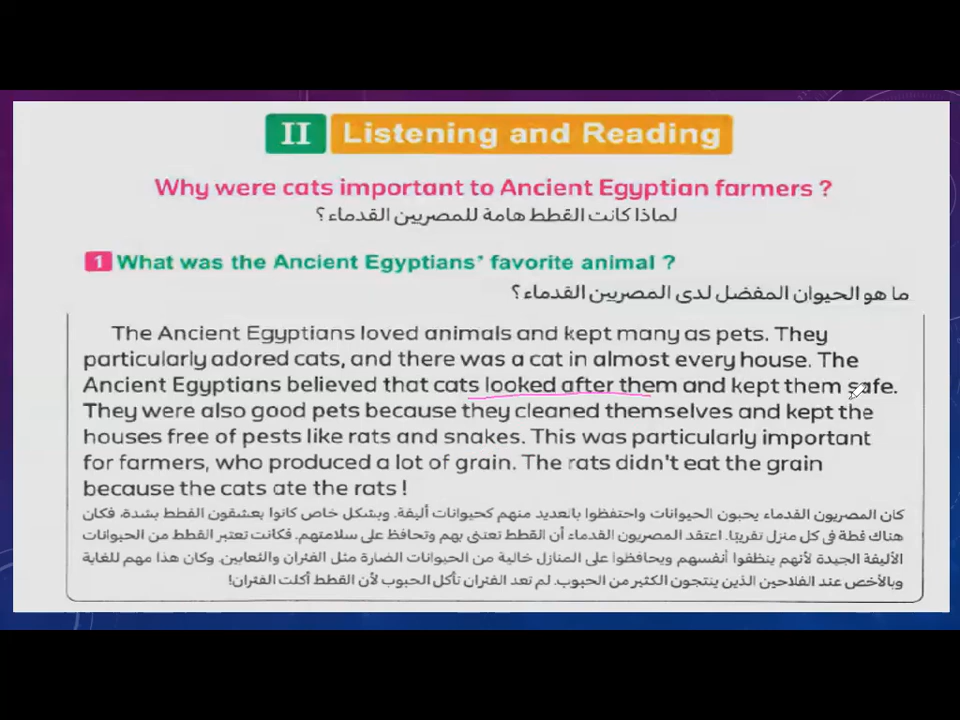 II Listening and Reading
Why were cats important to Ancient Egyptian farmers ?
لماذا كانت القطط هامة للمصريين القدماء؟
1 What was the Ancient Egyptians' favorite animal ?
ما هو الحيوان المفضل لدى المصريين القدماء؟
The Ancient Egyptians loved animals and kept many as pets. They
particularly adored cats, and there was a cat in almost every house. The
Ancient Egyptians believed that cats looked after them and kept them safe.
They were also good pets because they cleaned themselves and kept the
houses free of pests like rats and snakes. This was particularly important
for farmers, who produced a lot of grain. The rats didn't eat the grain
because the cats ate the rats !
كان المصريون القدماء يحبون الحيوانات واحتفظوا بالعديد منهم كحيوانات أليفة. وبشكل خاص كانوا يعشقون القطط بشدة، فكان
هناك قطة في كل منزل تقريبًا. اعتقد المصريون القدماء أن القطط تعتنى بهم وتحافظ على سلامتهم. فكانت تعتبر القطط من الحيوانات
الأليفة الجيدة لأنهم ينظفوا أنفسهم ويحافظوا على المنازل خالية من الحيوانات الضارة مثل الفئران والثعابين. وكان هذا مهم للغاية
وبالأخص عند الفلاحين الذين ينتجون الكثير من الحبوب. لم تعد الفئران تأكل الحبوب لأن القطط أكلت الفئران!